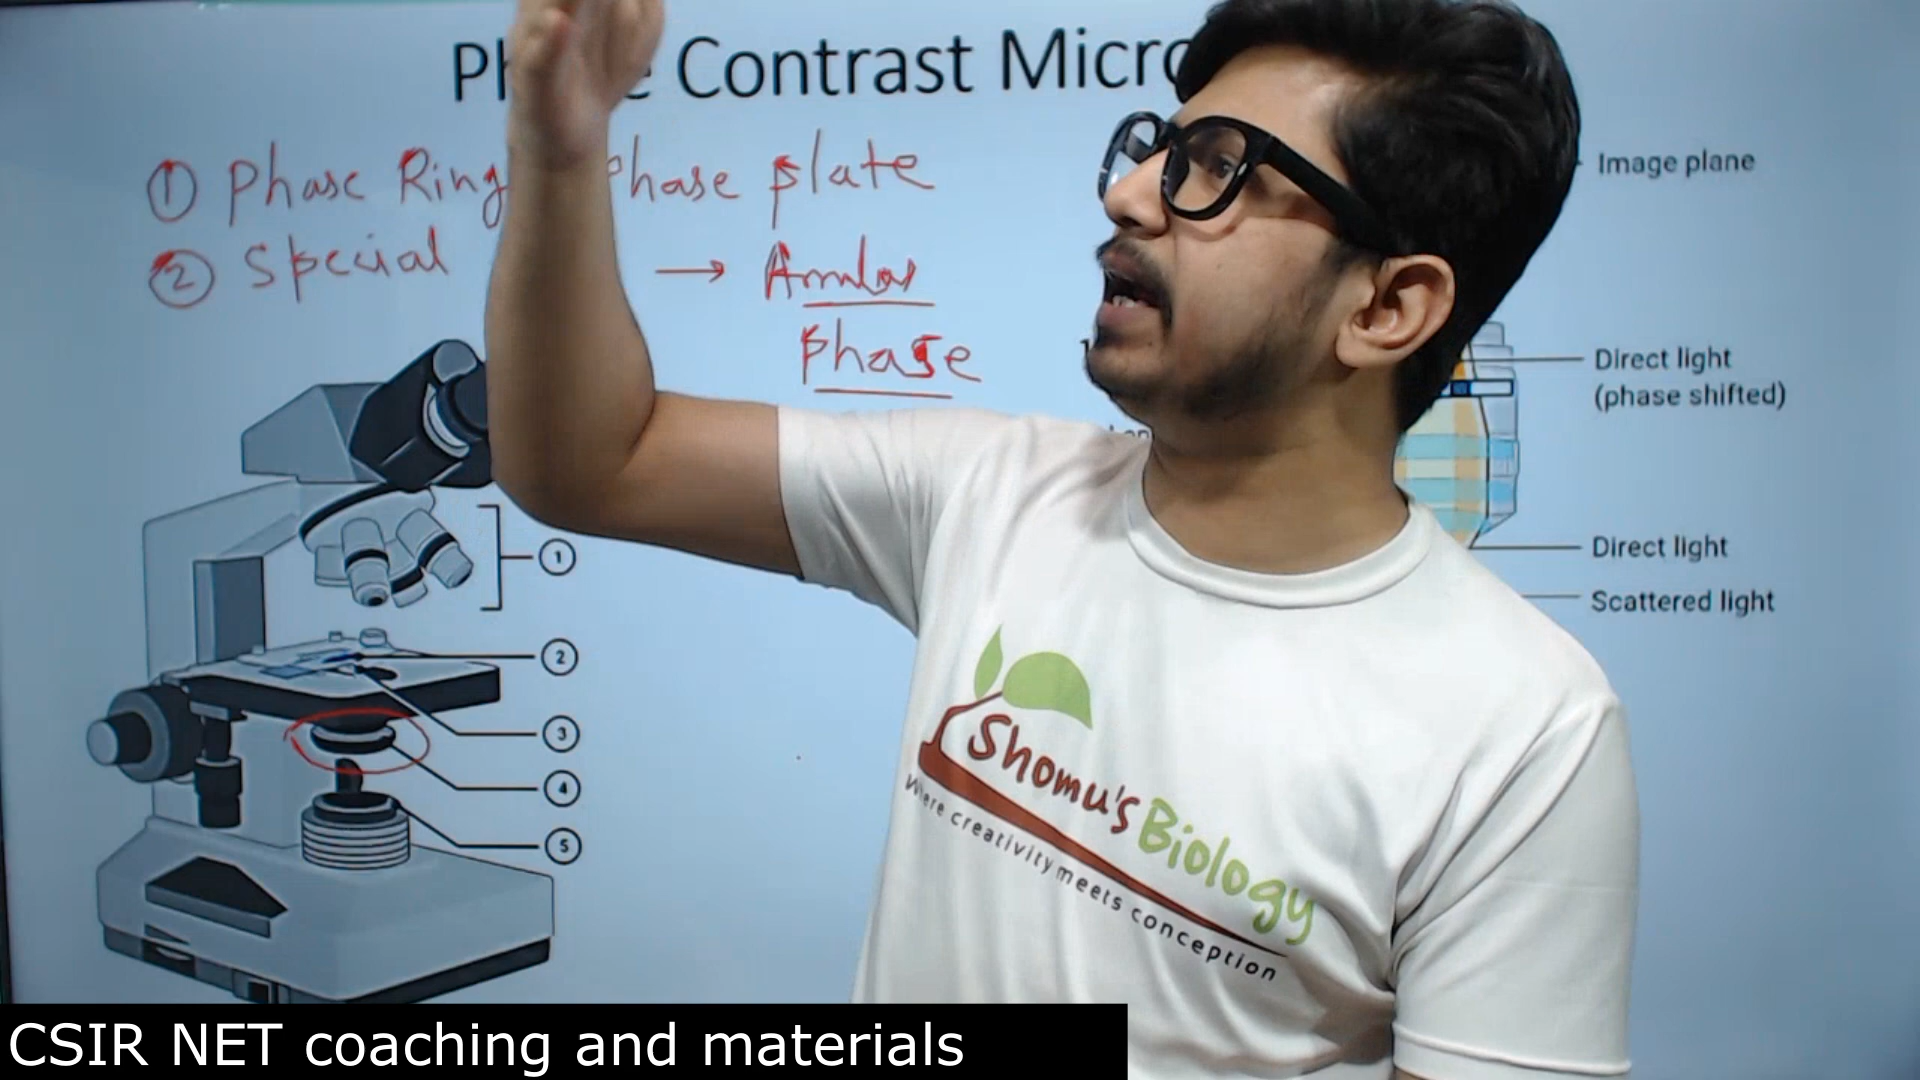 Contrast
① Phase Ring Phase plate
② Special → Annular
Phase
Image plane
Direct light
(phase shifted)
Direct light
Scattered light
1
2
3
4
5
Shomu's Biology
Where creativity meets conception
CSIR NET coaching and materials